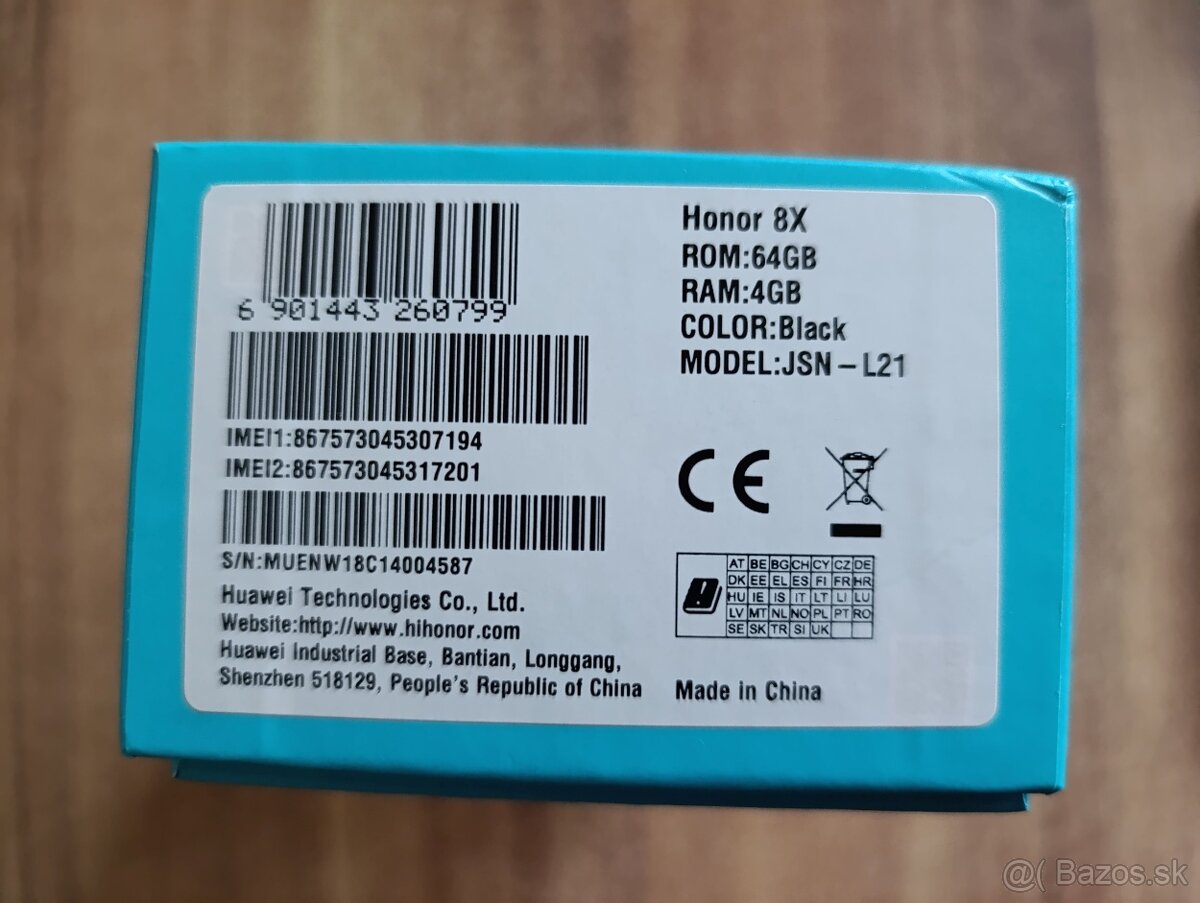 6 901443 260799
IMEI1:867573045307194
IMEI2:867573045317201
S/N:MUENW18C14004587
Huawei Technologies Co., Ltd.
Website:http://www.hihonor.com
Huawei Industrial Base, Bantian, Longgang,
Shenzhen 518129, People's Republic of China
Honor 8X
ROM:64GB
RAM:4GB
COLOR:Black
MODEL:JSN – L21
CE
AT BE BG CH CY CZ DE
DK EE EL ES FI FR HR
HU IE IS IT LT LI LU
LV MT NL NO PL PT RO
SE SK TR SI UK
Made in China
@( Bazos.sk